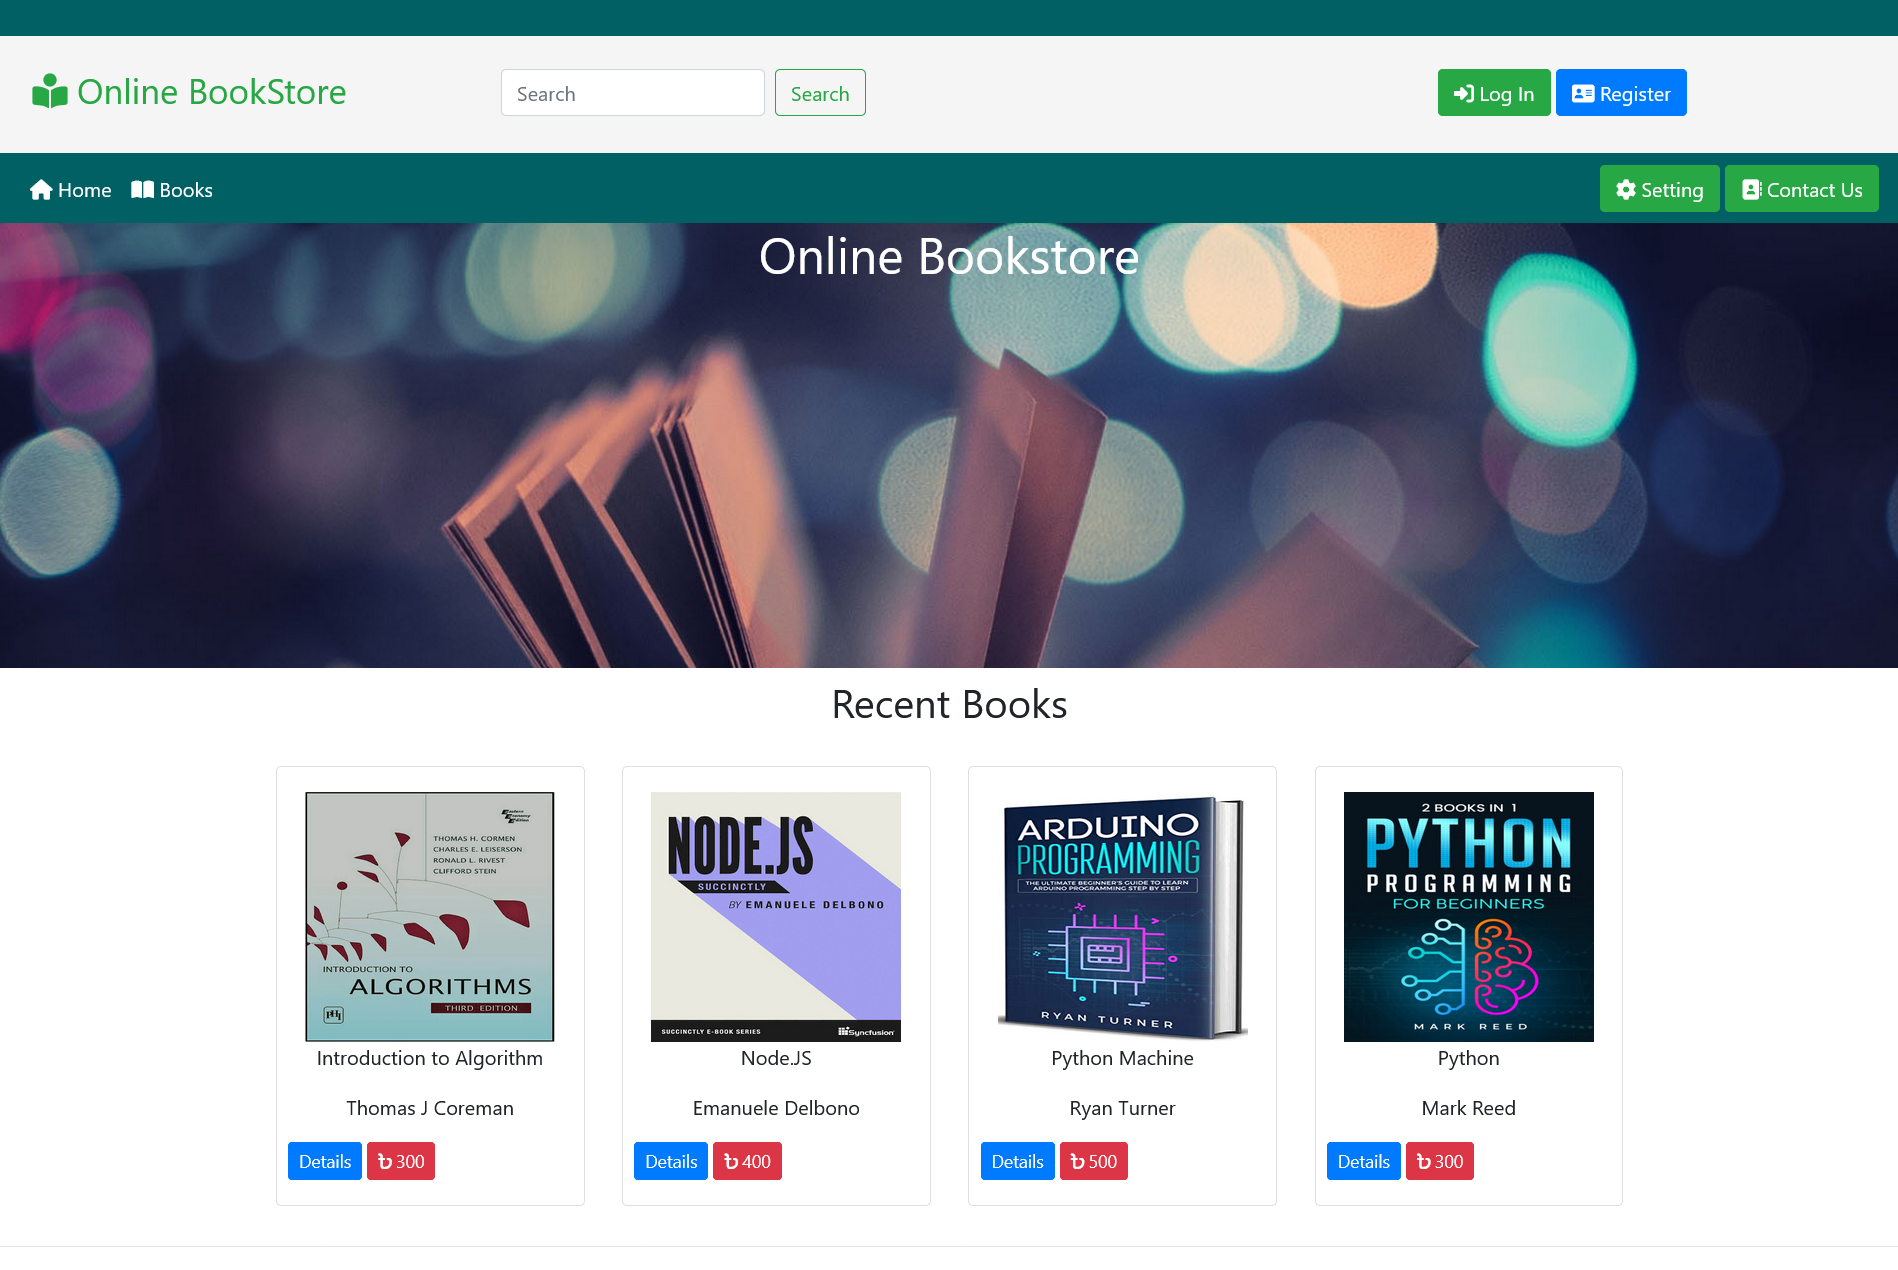 Online BookStore
Search
Search
Log In
Register
Home
Books
Setting
Contact Us
Online Bookstore
Recent Books
Eastern
Economy
Edition
THOMAS H. CORMEN
CHARLES E. LEISERSON
RONALD L. RIVEST
CLIFFORD STEIN
INTRODUCTION TO
ALGORITHMS
THIRD EDITION
PHI
Introduction to Algorithm
Thomas J Coreman
Details
৳ 300
NODE.JS
SUCCINCTLY
BY EMANUELE DELBONO
SUCCINCTLY E-BOOK SERIES
Syncfusion
Node.JS
Emanuele Delbono
Details
৳ 400
ARDUINO
PROGRAMMING
THE ULTIMATE BEGINNER'S GUIDE TO LEARN
ARDUINO PROGRAMMING STEP BY STEP
RYAN TURNER
Python Machine
Ryan Turner
Details
৳ 500
2 BOOKS IN 1
PYTHON
PROGRAMMING
FOR BEGINNERS
MARK REED
Python
Mark Reed
Details
৳ 300